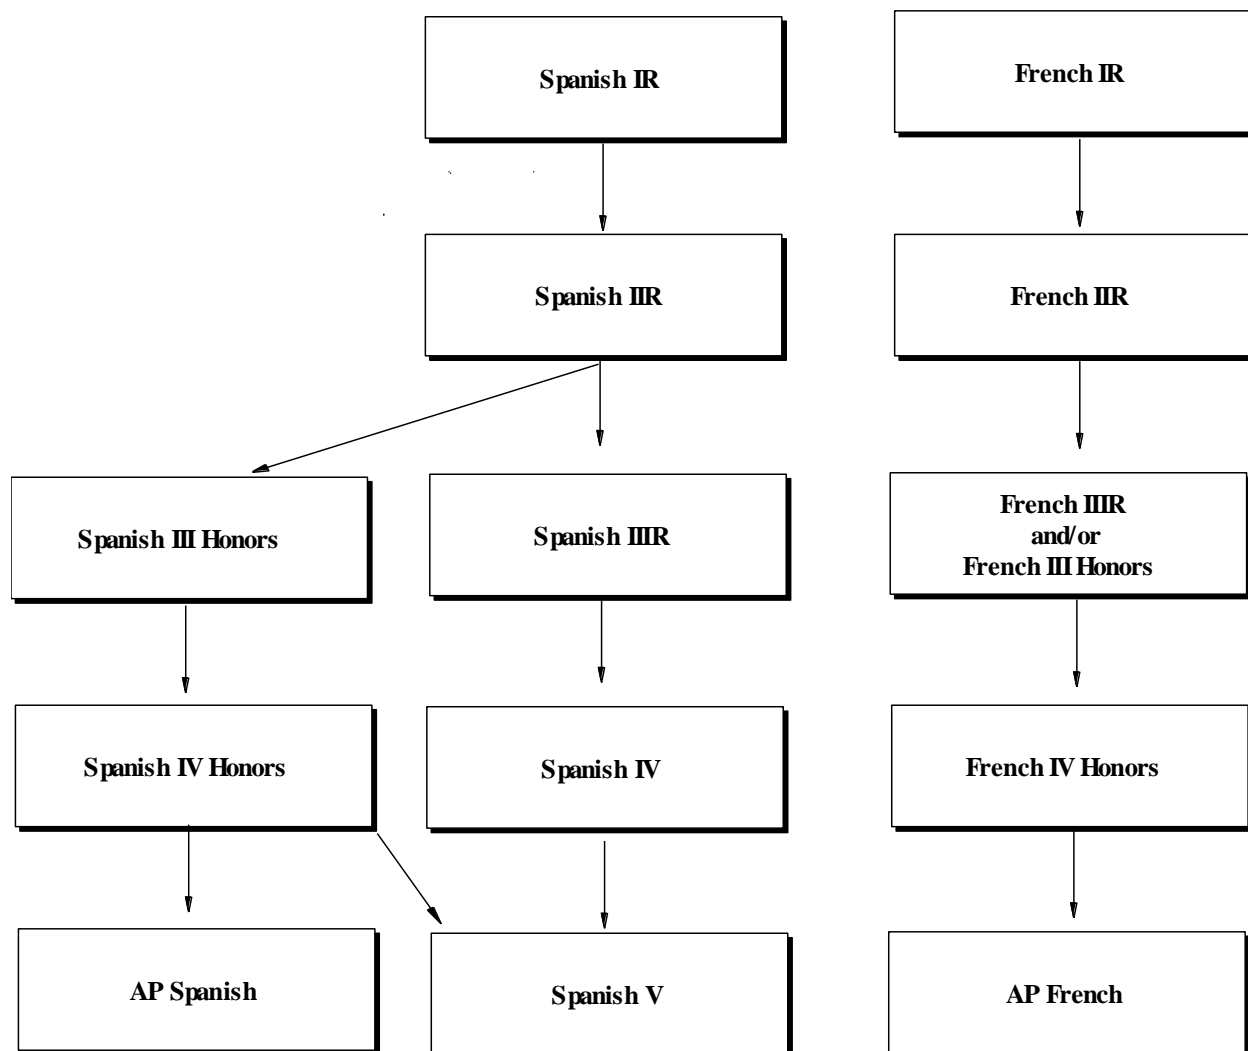 Spanish IR
French IR
Spanish IIR
French IIR
Spanish III Honors
Spanish IIIR
French IIIR
and/or
French III Honors
Spanish IV Honors
Spanish IV
French IV Honors
AP Spanish
Spanish V
AP French